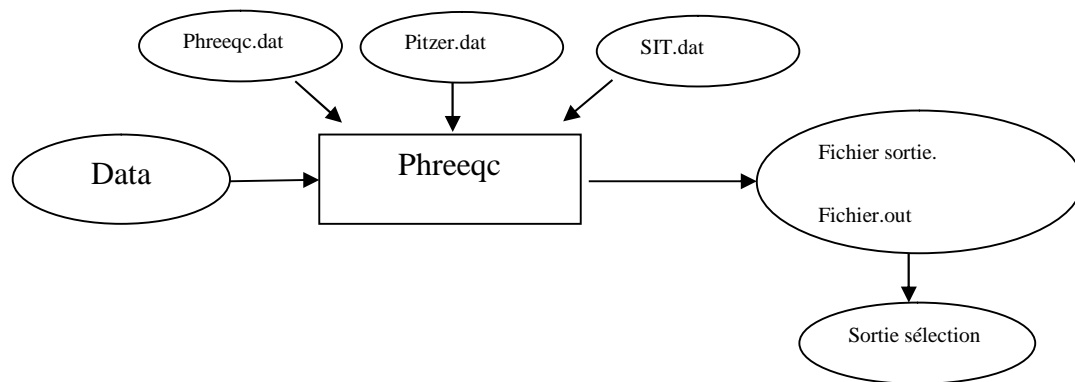 Phreeqc.dat
Pitzer.dat
SIT.dat
Data
Phreeqc
Fichier sortie.
Fichier.out
Sortie sélection